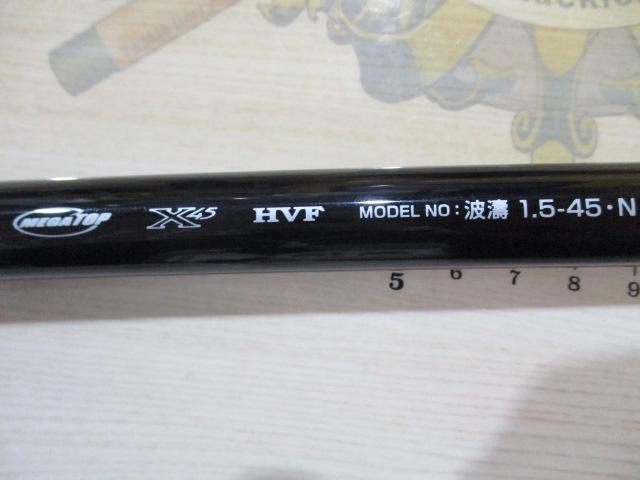 MEGATOP X45 HVF MODEL NO : 波濤 1.5-45・N
5 6 7 8 9